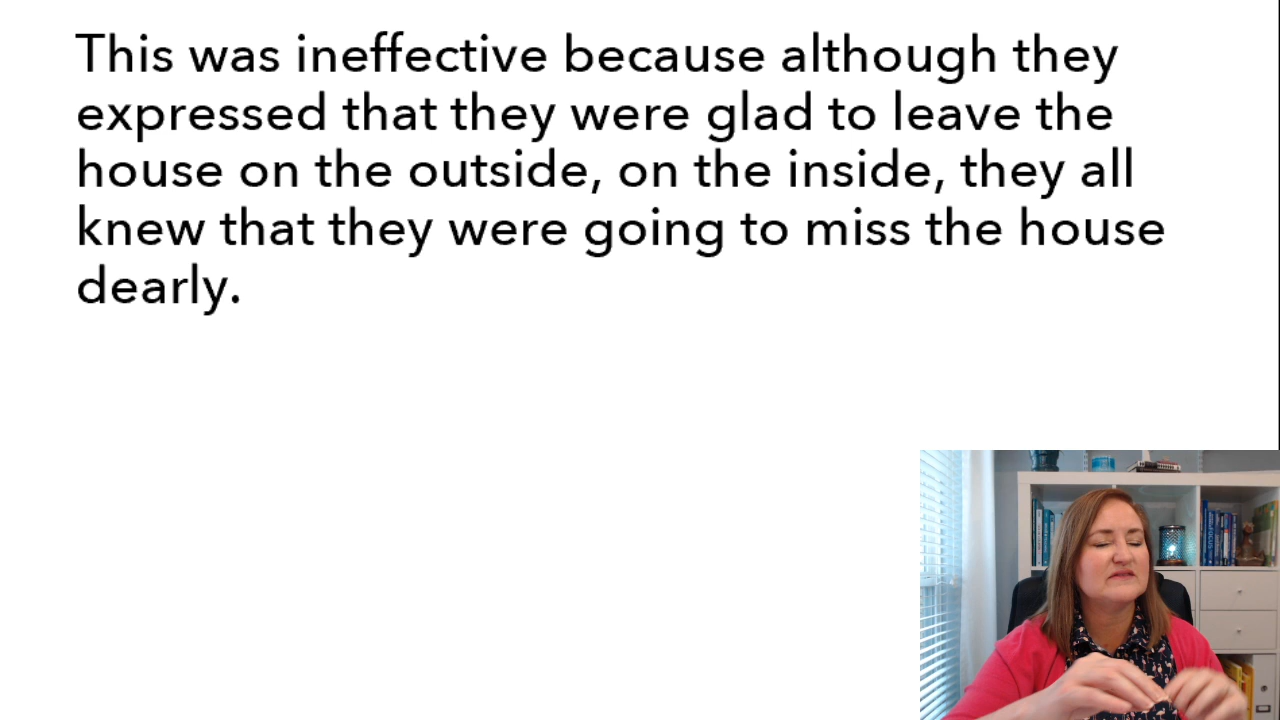 This was ineffective because although they
expressed that they were glad to leave the
house on the outside, on the inside, they all
knew that they were going to miss the house
dearly.